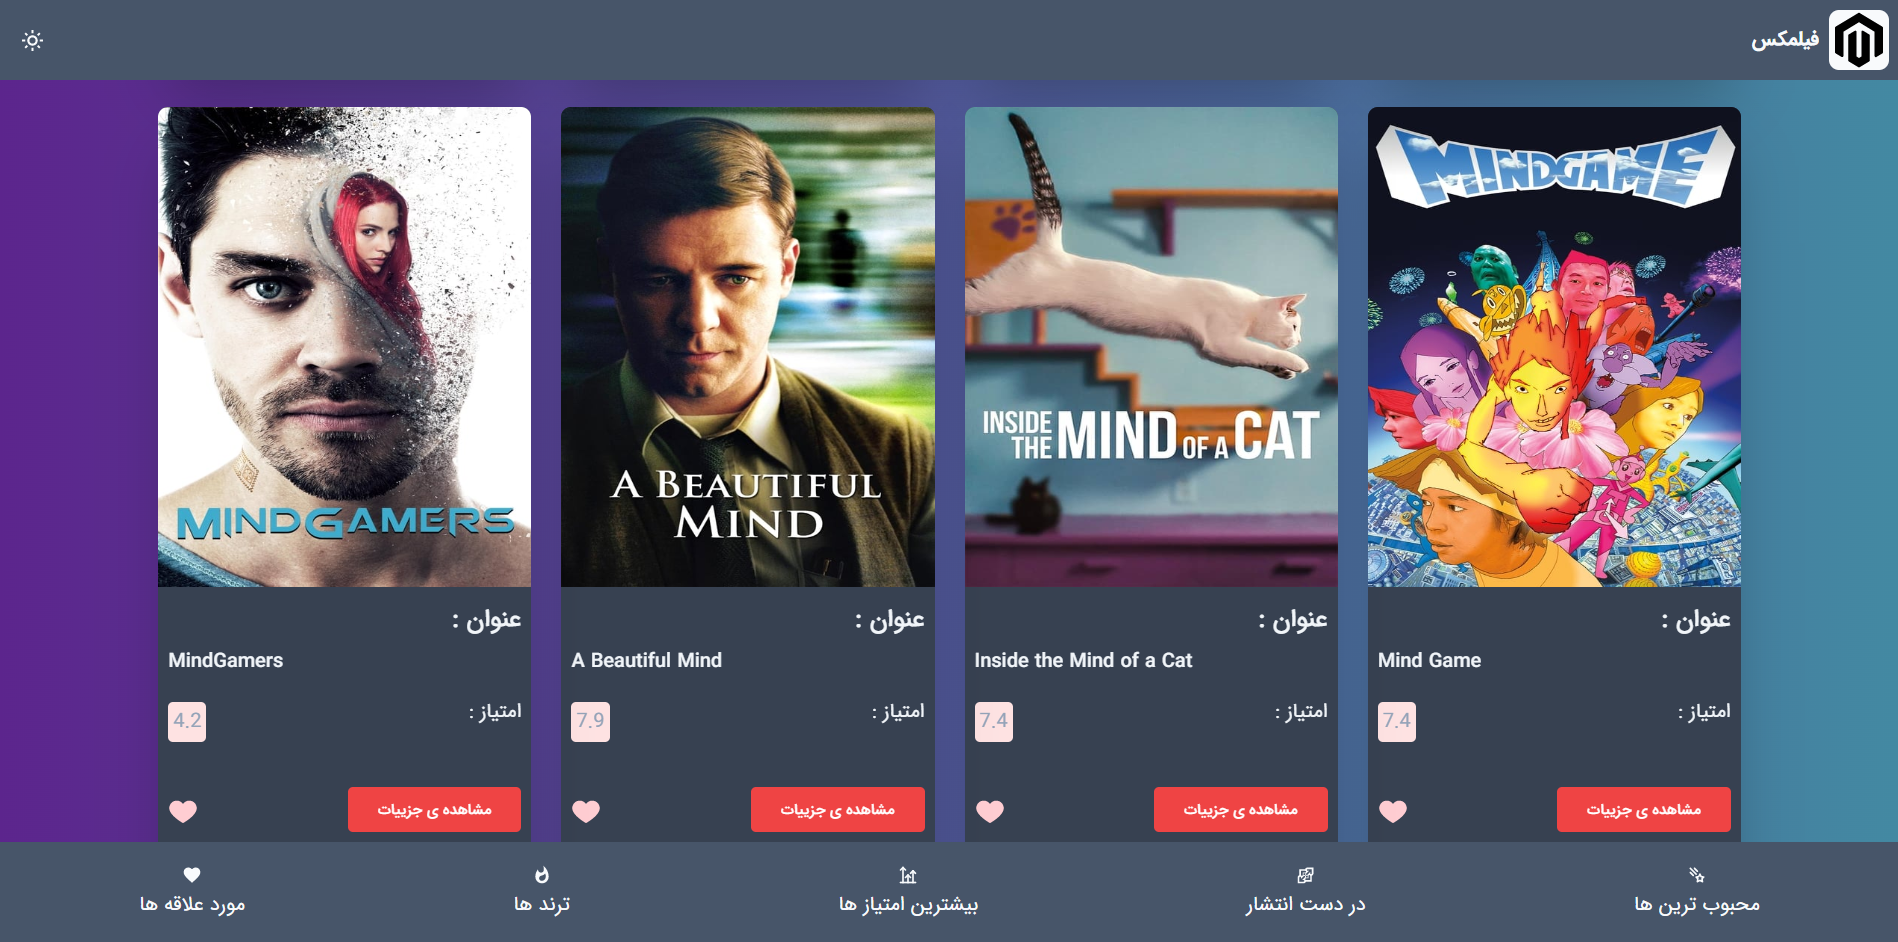 فیلمکس
MINDGAME
عنوان :
Mind Game
امتیاز :
7.4
مشاهده ی جزییات
INSIDE THE MIND OF A CAT
عنوان :
Inside the Mind of a Cat
امتیاز :
7.4
مشاهده ی جزییات
A BEAUTIFUL
MIND
عنوان :
A Beautiful Mind
امتیاز :
7.9
مشاهده ی جزییات
MINDGAMERS
عنوان :
MindGamers
امتیاز :
4.2
مشاهده ی جزییات
محبوب ترین ها
در دست انتشار
بیشترین امتیاز ها
ترند ها
مورد علاقه ها